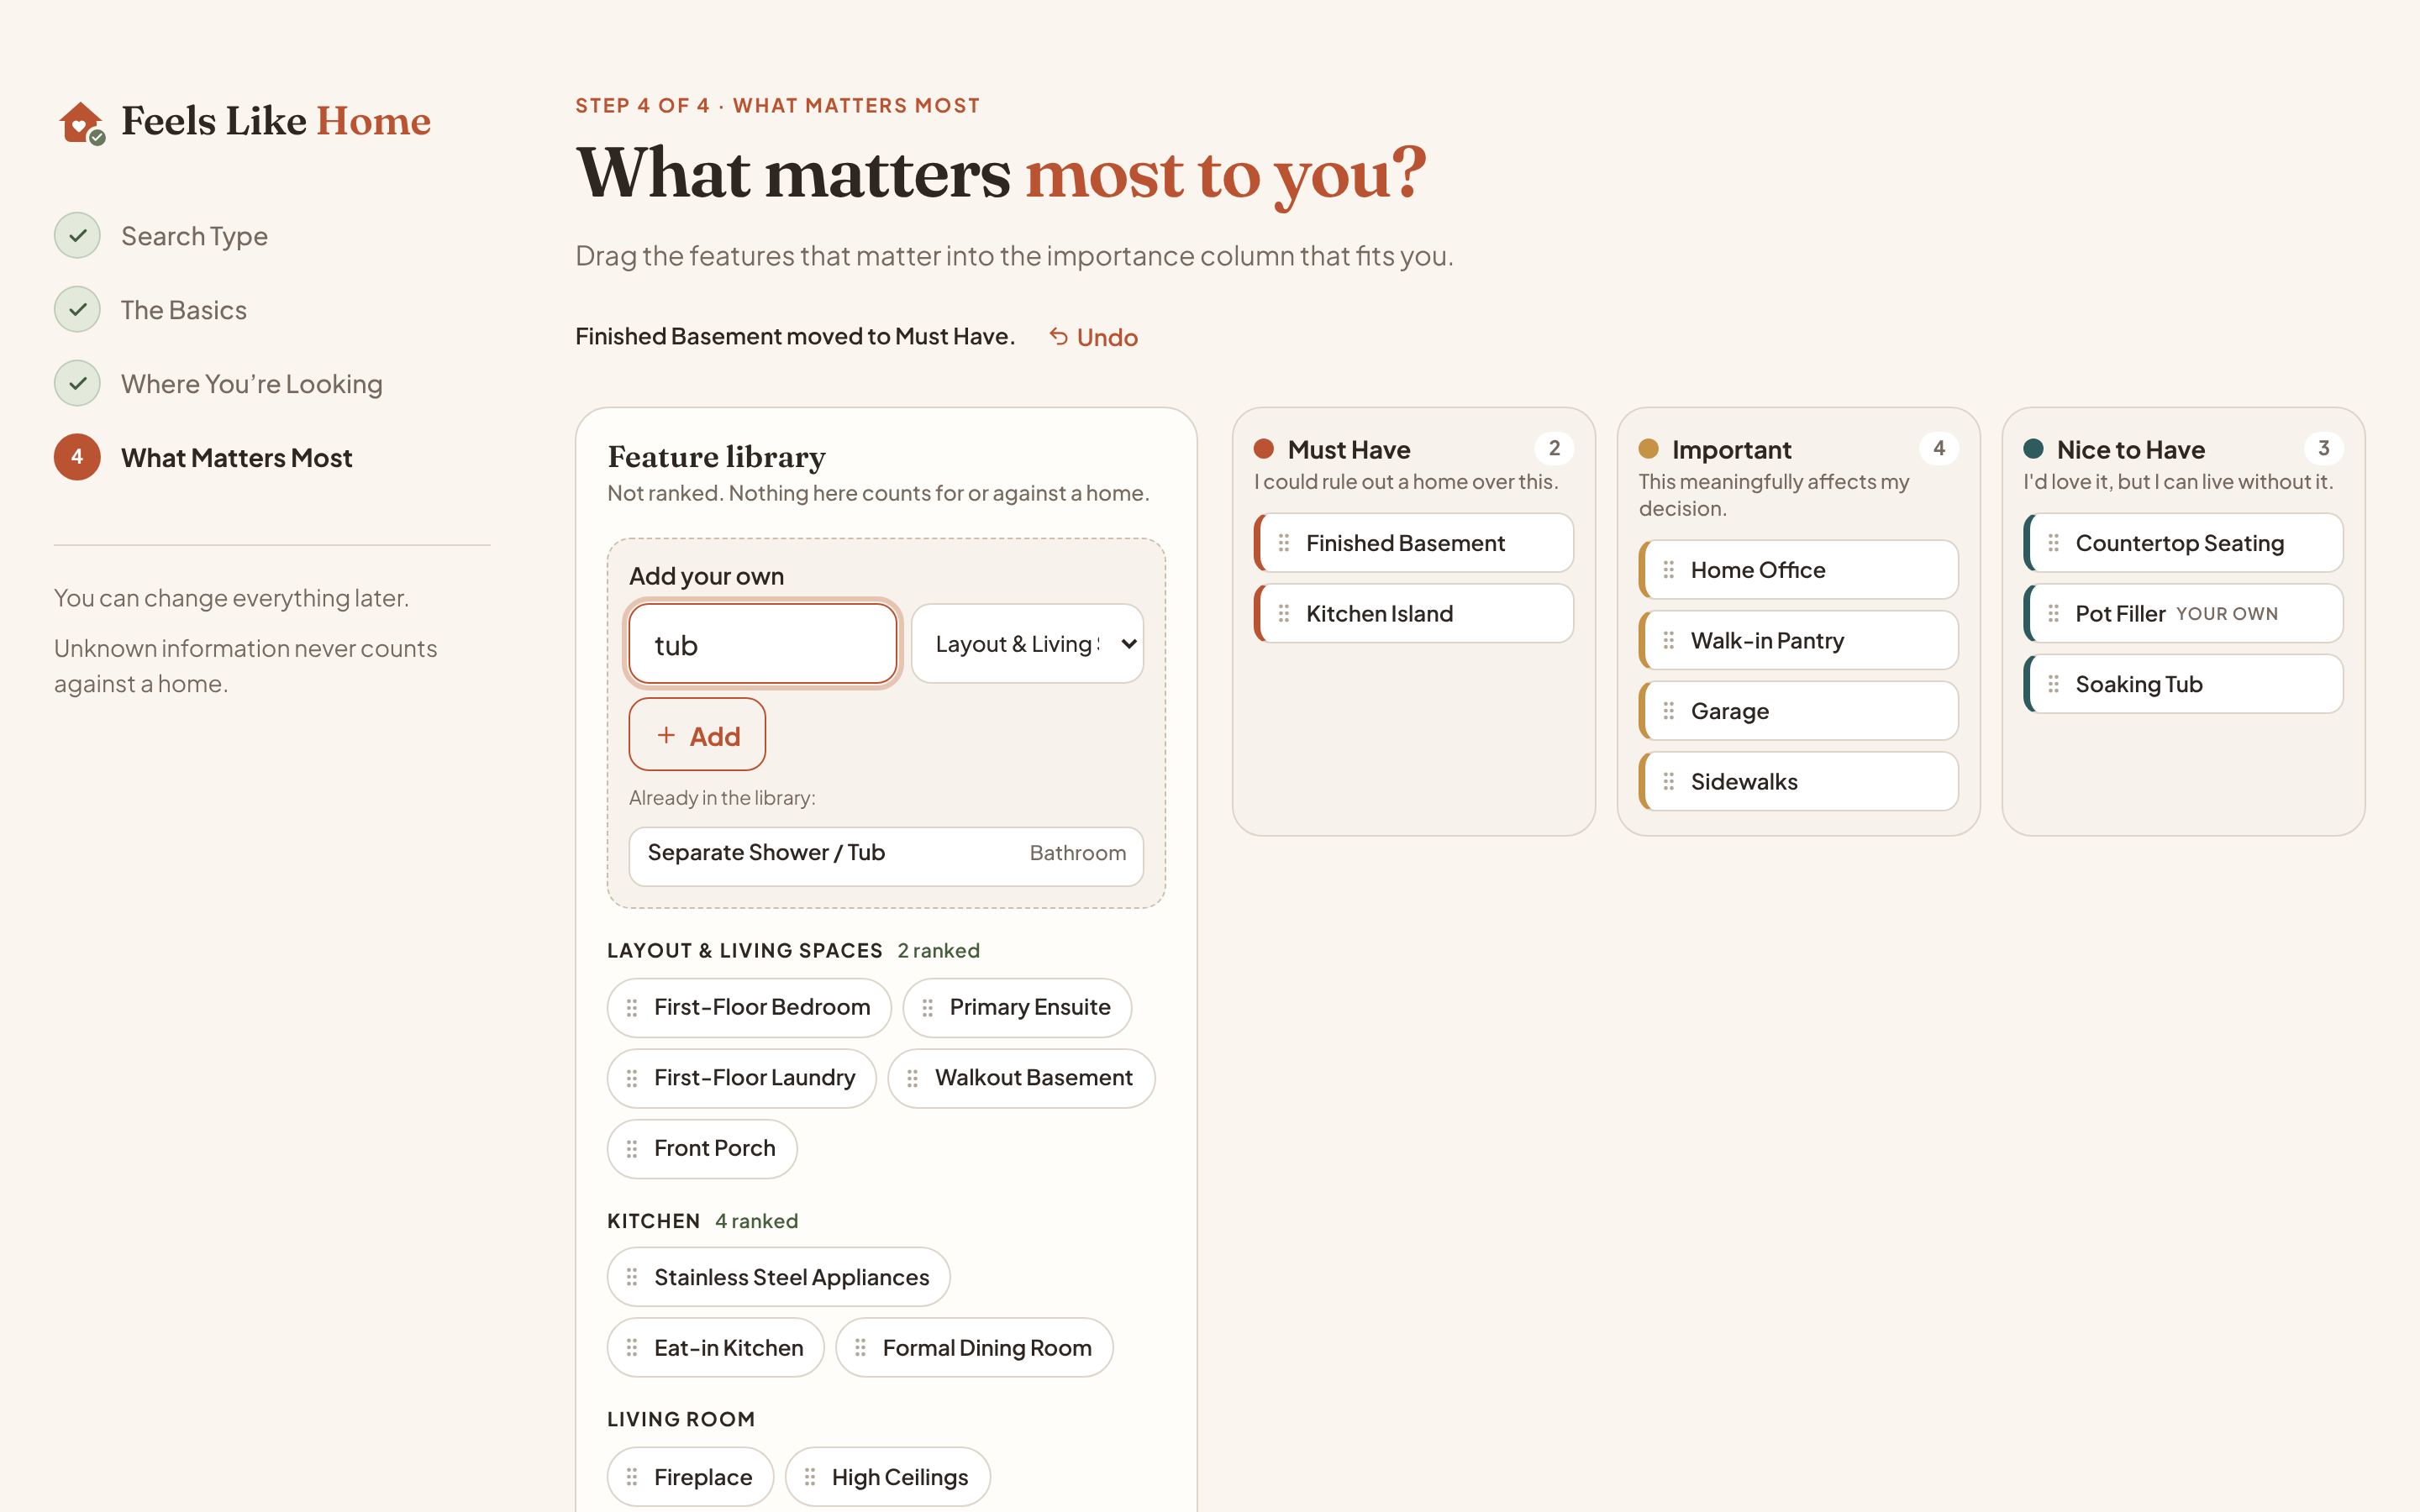 Feels Like Home
Search Type
The Basics
Where You’re Looking
4 What Matters Most
You can change everything later.
Unknown information never counts
against a home.
STEP 4 OF 4 · WHAT MATTERS MOST
What matters most to you?
Drag the features that matter into the importance column that fits you.
Finished Basement moved to Must Have. Undo
Feature library
Not ranked. Nothing here counts for or against a home.
Add your own
tub
Layout & Living
+ Add
Already in the library:
Separate Shower / Tub Bathroom
LAYOUT & LIVING SPACES 2 ranked
First-Floor Bedroom Primary Ensuite
First-Floor Laundry Walkout Basement
Front Porch
KITCHEN 4 ranked
Stainless Steel Appliances
Eat-in Kitchen Formal Dining Room
LIVING ROOM
Fireplace High Ceilings
Must Have 2
I could rule out a home over this.
Finished Basement
Kitchen Island
Important 4
This meaningfully affects my
decision.
Home Office
Walk-in Pantry
Garage
Sidewalks
Nice to Have 3
I'd love it, but I can live without it.
Countertop Seating
Pot Filler YOUR OWN
Soaking Tub